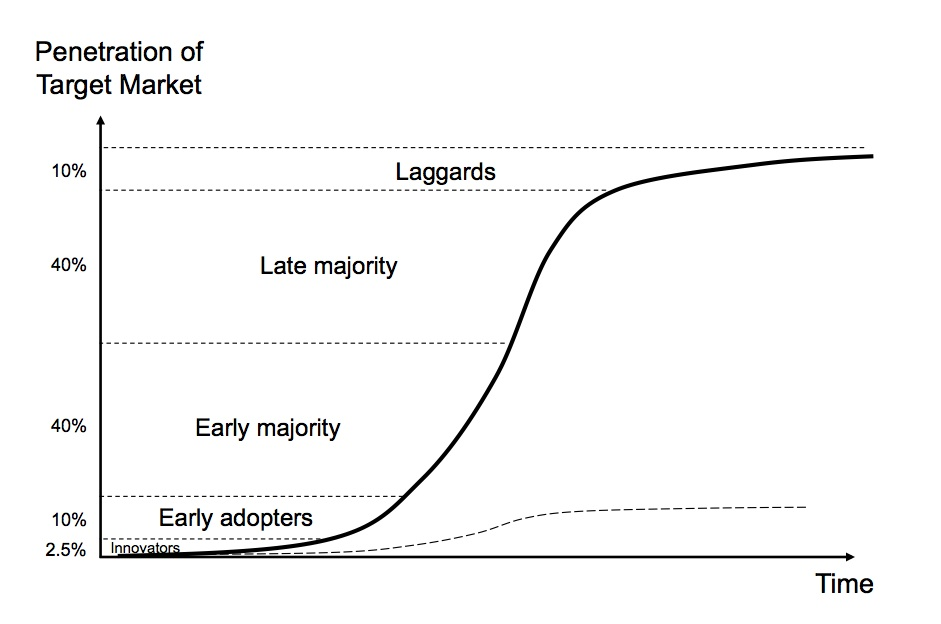 Penetration of
Target Market
10%
Laggards
40%
Late majority
40%
Early majority
10%
Early adopters
2.5%
Innovators
Time